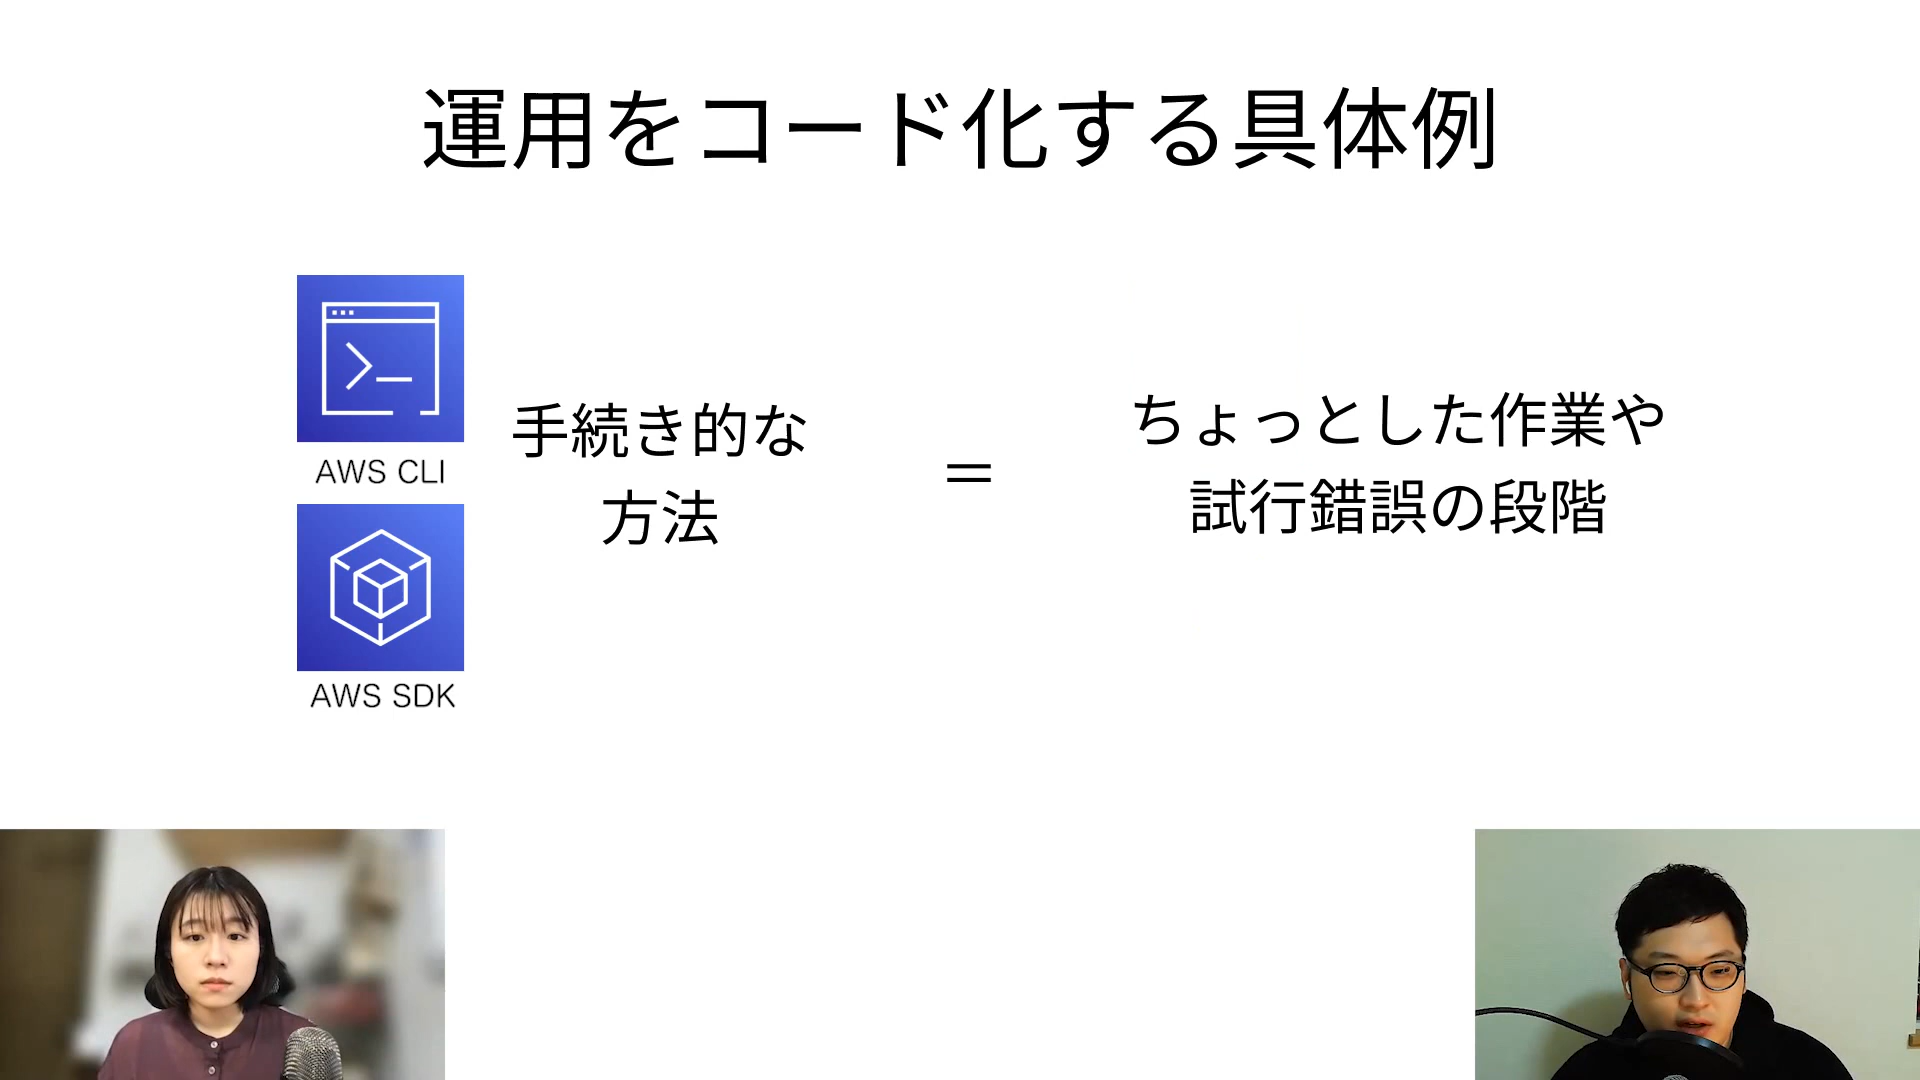 運用をコード化する具体例
AWS CLI
AWS SDK
手続き的な
方法
＝
ちょっとした作業や
試行錯誤の段階